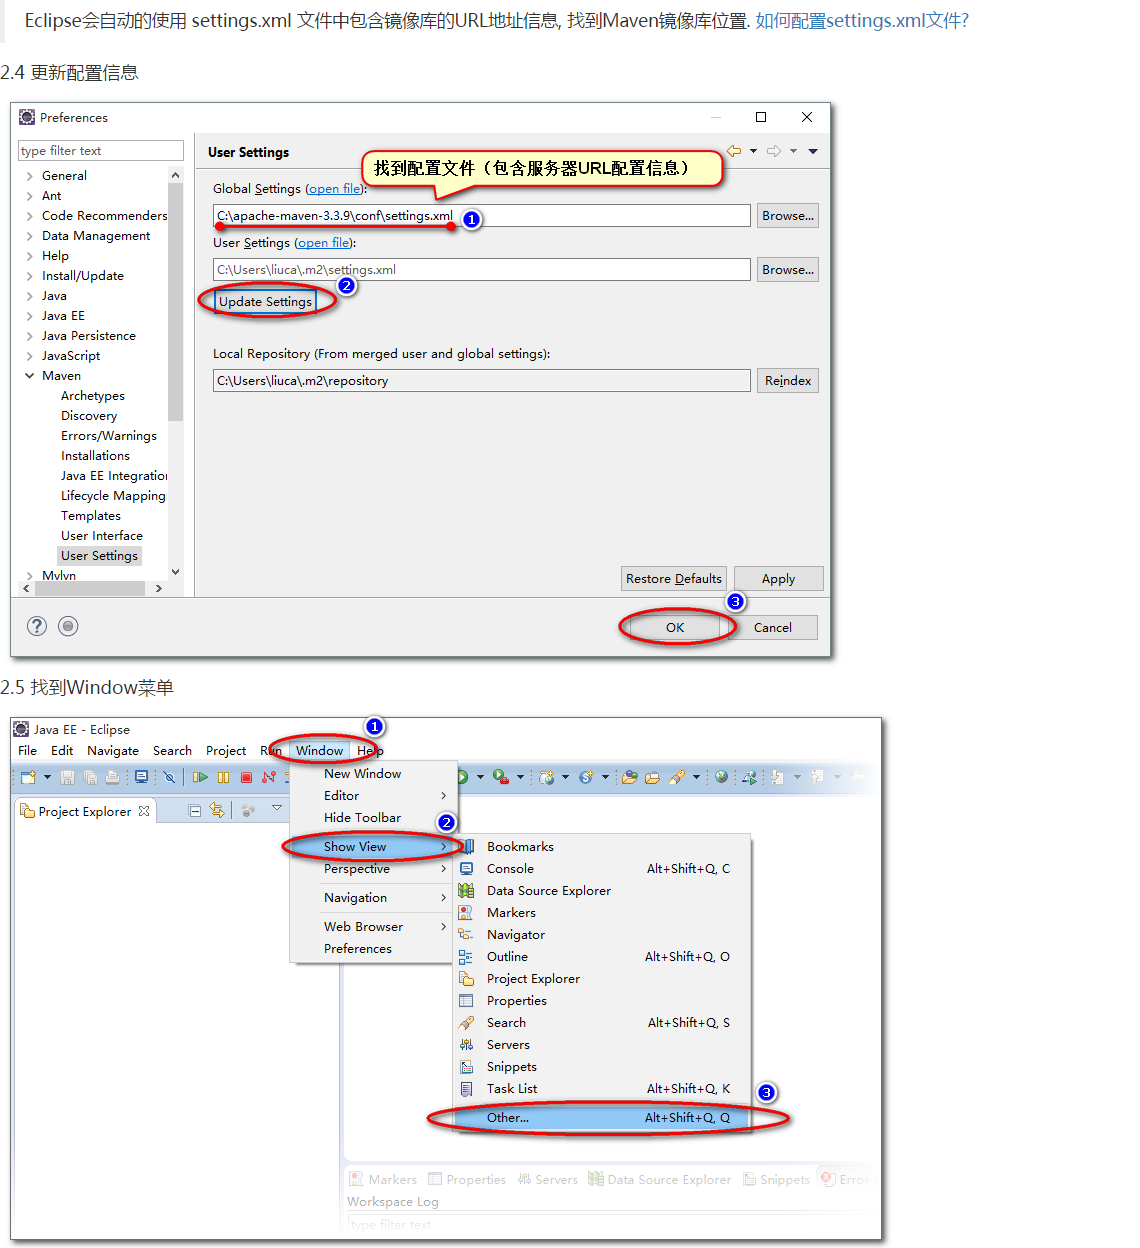 Eclipse会自动的使用 settings.xml 文件中包含镜像库的URL地址信息, 找到Maven镜像库位置. 如何配置settings.xml文件?
2.4 更新配置信息
Preferences
type filter text
User Settings
找到配置文件（包含服务器URL配置信息）
General
Ant
Code Recommenders
Data Management
Help
Install/Update
Java
Java EE
Java Persistence
JavaScript
Maven
Archetypes
Discovery
Errors/Warnings
Installations
Java EE Integration
Lifecycle Mapping
Templates
User Interface
User Settings
Mylyn
Global Settings (open file):
C:\apache-maven-3.3.9\conf\settings.xml
1
Browse...
User Settings (open file):
C:\Users\liuca\.m2\settings.xml
Browse...
2
Update Settings
Local Repository (From merged user and global settings):
C:\Users\liuca\.m2\repository
Reindex
Restore Defaults
Apply
3
OK
Cancel
2.5 找到Window菜单
Java EE - Eclipse
1
File Edit Navigate Search Project Run Window Help
Project Explorer
New Window
Editor
Hide Toolbar
2
Show View
Perspective
Navigation
Web Browser
Preferences
Bookmarks
Console Alt+Shift+Q, C
Data Source Explorer
Markers
Navigator
Outline Alt+Shift+Q, O
Project Explorer
Properties
Search Alt+Shift+Q, S
Servers
Snippets
Task List Alt+Shift+Q, K
3
Other... Alt+Shift+Q, Q
Markers Properties Servers Data Source Explorer Snippets Error
Workspace Log
type filter text